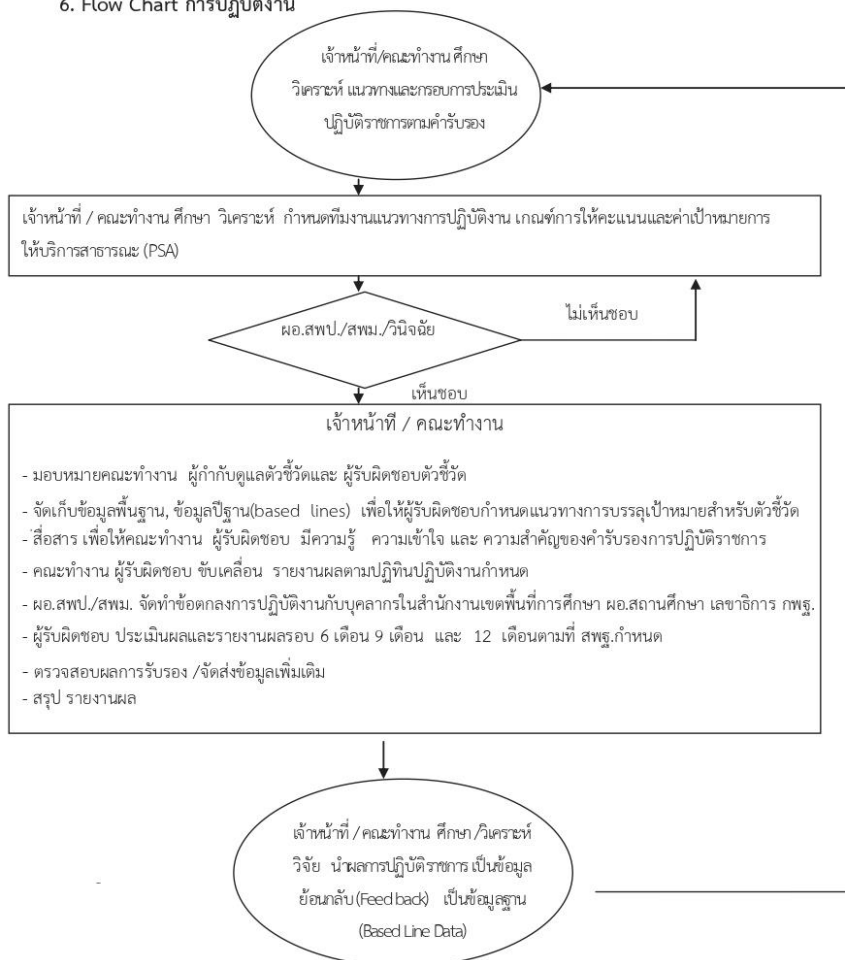 6. Flow Chart การปฏิบัติงาน
เจ้าหน้าที่/คณะทำงาน ศึกษา
วิเคราะห์ แนวทางและกรอบการประเมิน
ปฏิบัติราชการตามคำรับรอง
เจ้าหน้าที่ / คณะทำงาน ศึกษา วิเคราะห์ กำหนดทีมงานแนวทางการปฏิบัติงาน เกณฑ์การให้คะแนนและค่าเป้าหมายการ
ให้บริการสาธารณะ (PSA)
ผอ.สพป./สพม./วินิจฉัย
ไม่เห็นชอบ
เห็นชอบ
เจ้าหน้าที่ / คณะทำงาน
- มอบหมายคณะทำงาน ผู้กำกับดูแลตัวชี้วัดและ ผู้รับผิดชอบตัวชี้วัด
- จัดเก็บข้อมูลพื้นฐาน, ข้อมูลปีฐาน(based lines) เพื่อให้ผู้รับผิดชอบกำหนดแนวทางการบรรลุเป้าหมายสำหรับตัวชี้วัด
- สื่อสาร เพื่อให้คณะทำงาน ผู้รับผิดชอบ มีความรู้ ความเข้าใจ และ ความสำคัญของคำรับรองการปฏิบัติราชการ
- คณะทำงาน ผู้รับผิดชอบ ขับเคลื่อน รายงานผลตามปฏิทินปฏิบัติงานกำหนด
- ผอ.สพป./สพม. จัดทำข้อตกลงการปฏิบัติงานกับบุคลากรในสำนักงานเขตพื้นที่การศึกษา ผอ.สถานศึกษา เลขาธิการ กพฐ.
- ผู้รับผิดชอบ ประเมินผลและรายงานผลรอบ 6 เดือน 9 เดือน และ 12 เดือนตามที่ สพฐ.กำหนด
- ตรวจสอบผลการรับรอง /จัดส่งข้อมูลเพิ่มเติม
- สรุป รายงานผล
เจ้าหน้าที่ / คณะทำงาน ศึกษา /วิเคราะห์
วิจัย นำผลการปฏิบัติราชการ เป็นข้อมูล
ย้อนกลับ (Feed back) เป็นข้อมูลฐาน
(Based Line Data)